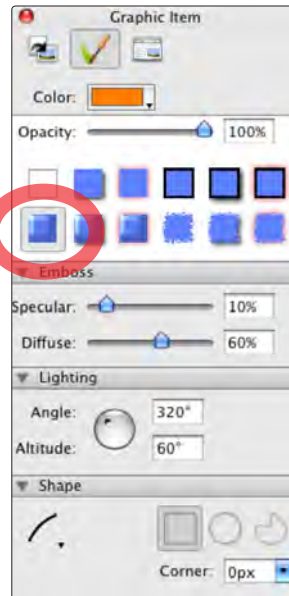 Graphic Item
Color:
Opacity: 100%
Emboss
Specular: 10%
Diffuse: 60%
Lighting
Angle: 320°
Altitude: 60°
Shape
Corner: 0px